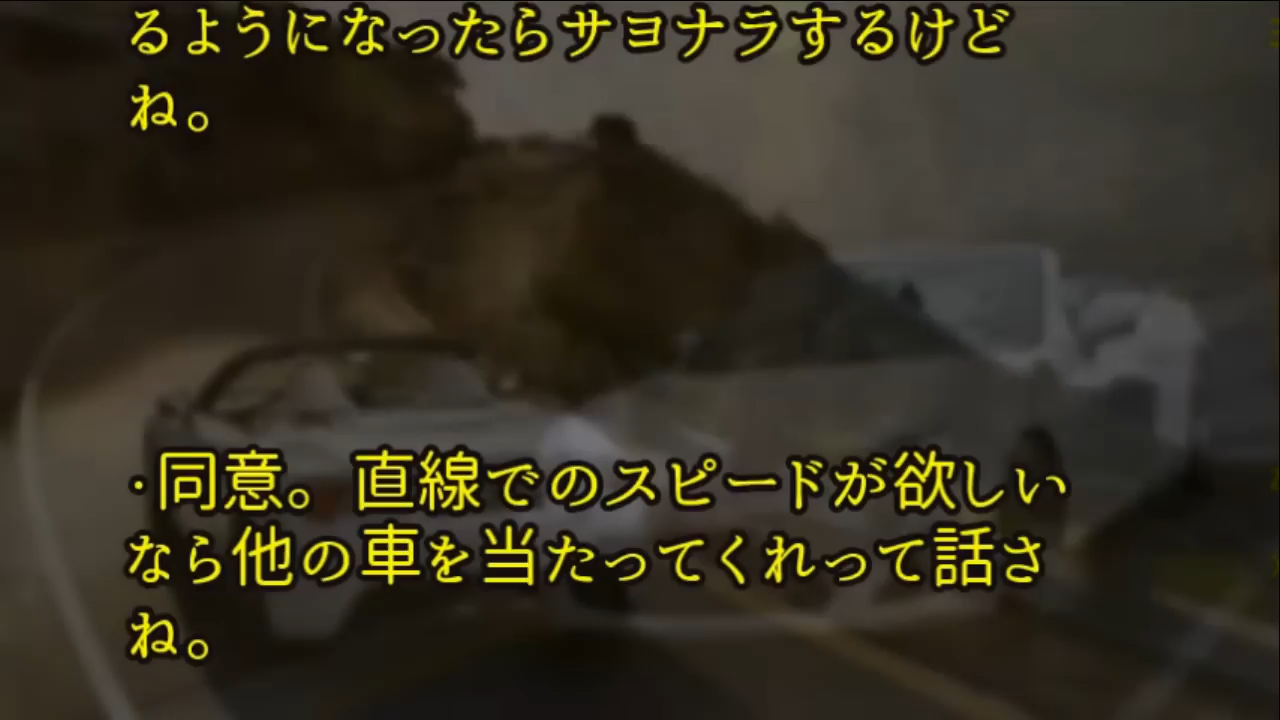 るようになったらサヨナラするけど
ね。
·同意。直線でのスピードが欲しい
なら他の車を当たってくれって話さ
ね。